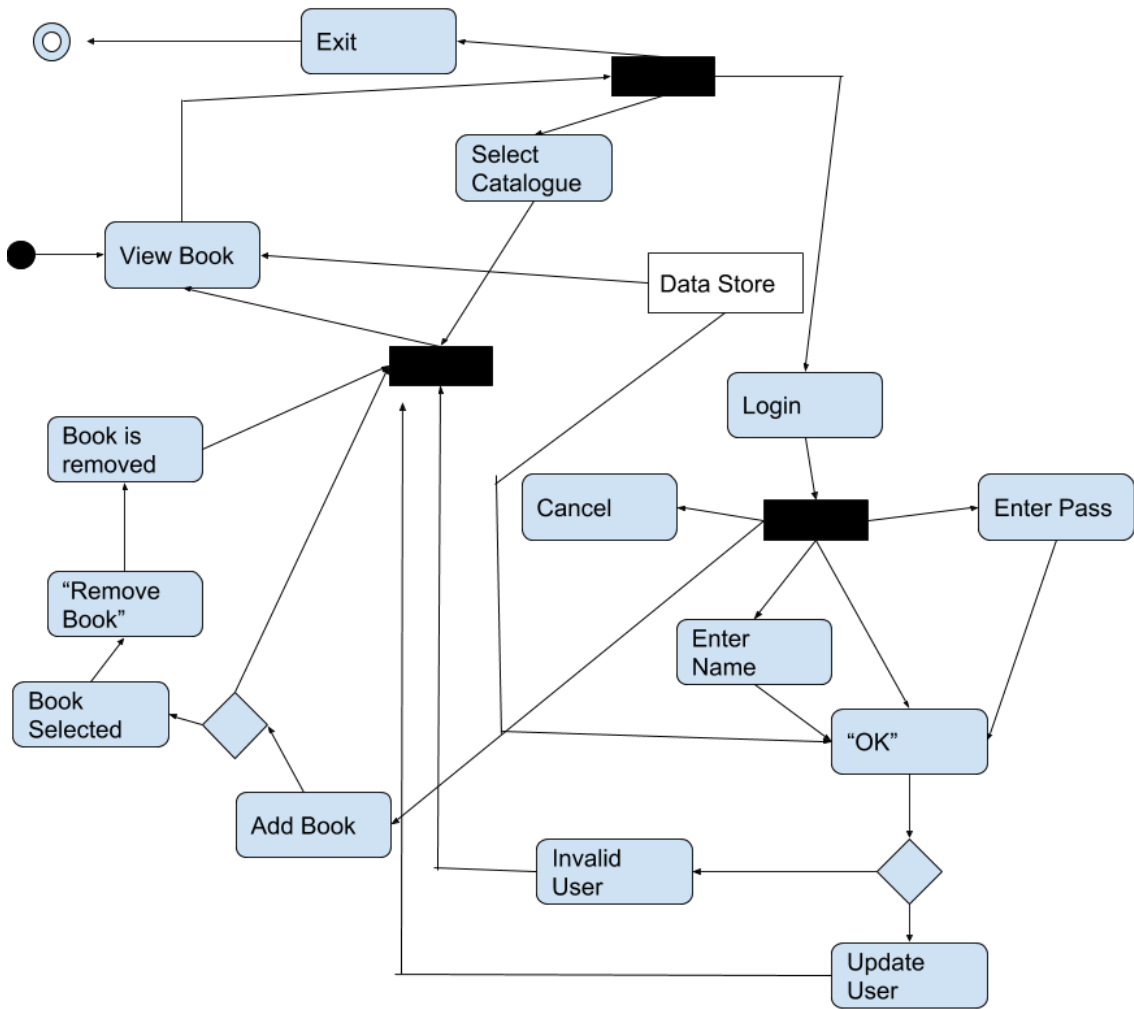 Exit
Select
Catalogue
View Book
Data Store
Login
Book is
removed
Cancel
Enter Pass
“Remove
Book”
Enter
Name
Book
Selected
“OK”
Add Book
Invalid
User
Update
User